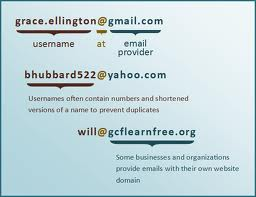 grace.ellington@gmail.com
username at email provider
bhubbard522@yahoo.com
Usernames often contain numbers and shortened
versions of a name to prevent duplicates
will@gcflearnfree.org
Some businesses and organizations
provide emails with their own website
domain